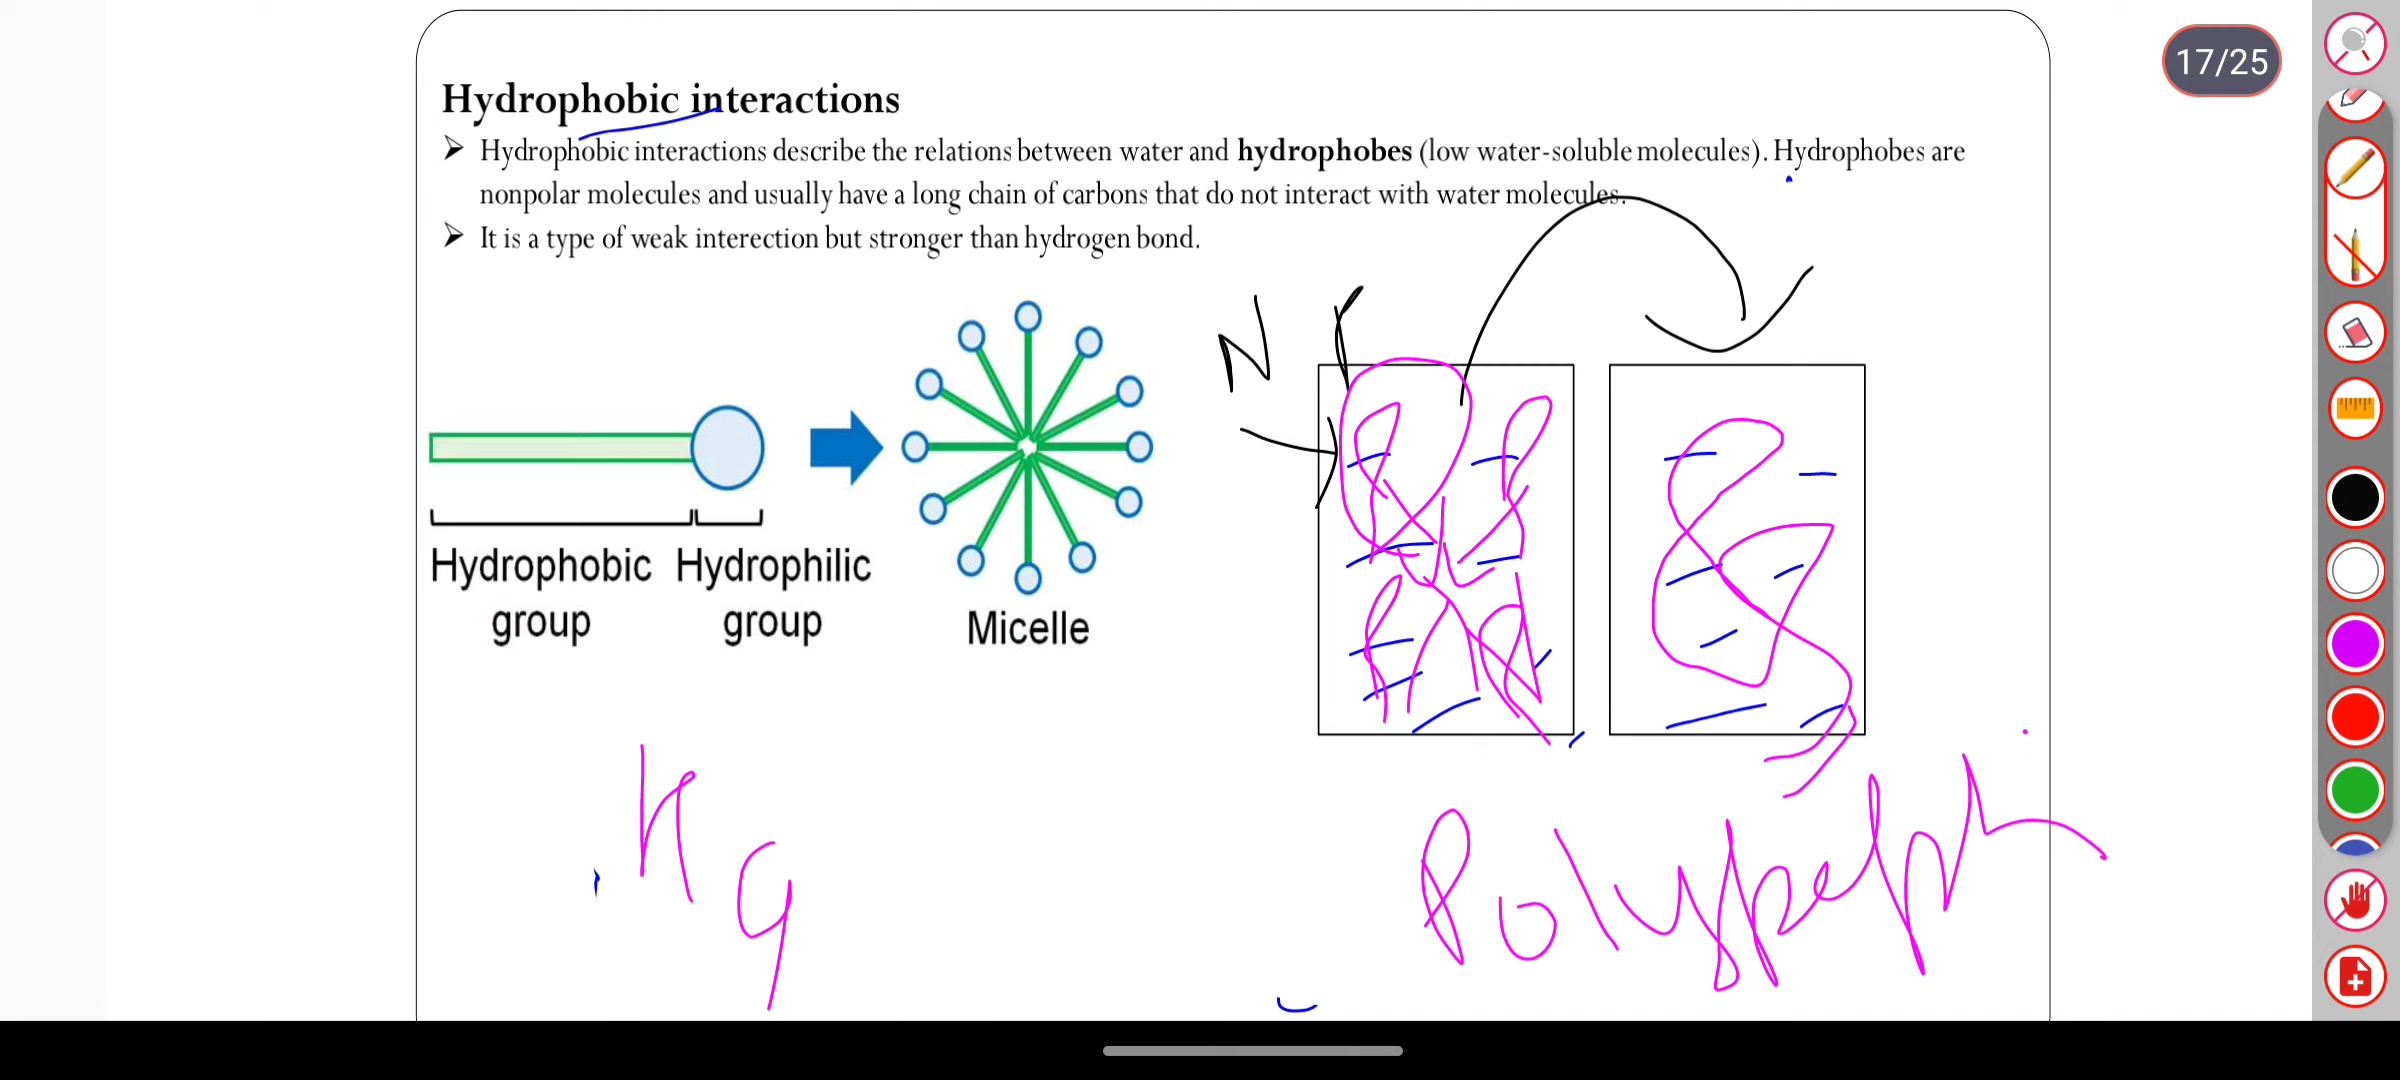 17/25
Hydrophobic interactions
➢ Hydrophobic interactions describe the relations between water and hydrophobes (low water-soluble molecules). Hydrophobes are
nonpolar molecules and usually have a long chain of carbons that do not interact with water molecules.
➢ It is a type of weak interection but stronger than hydrogen bond.
N P
Hydrophobic Hydrophilic
group group
Micelle